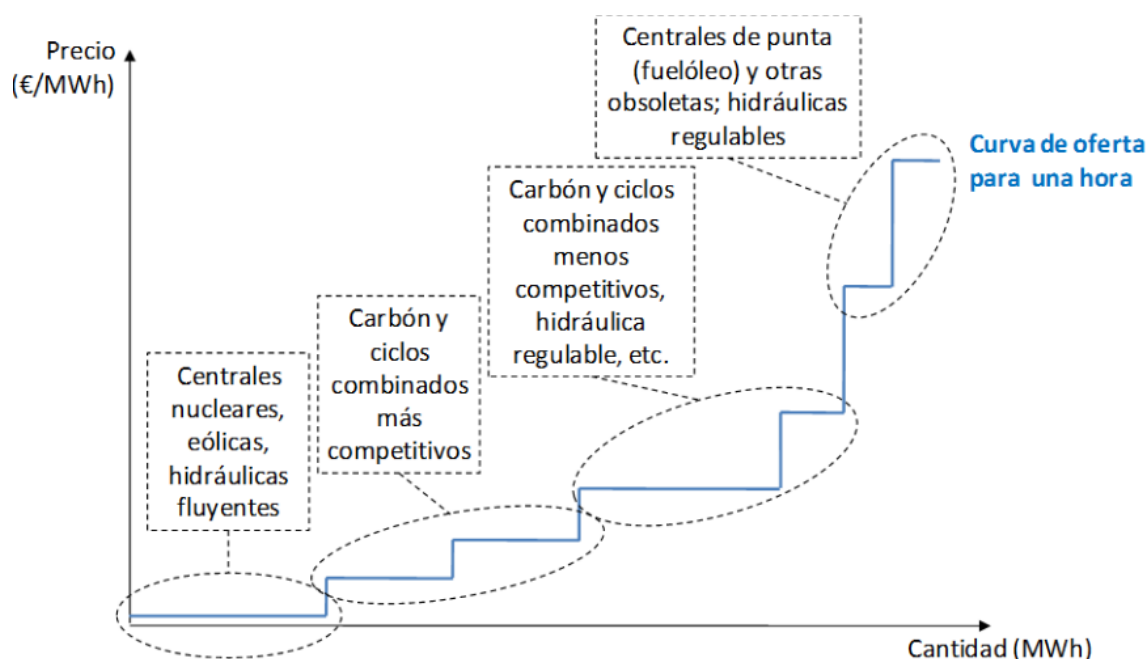 Precio
(€/MWh)
Centrales de punta
(fuelóleo) y otras
obsoletas; hidráulicas
regulables
Curva de oferta
para una hora
Carbón y ciclos
combinados
menos
competitivos,
hidráulica
regulable, etc.
Carbón y
ciclos
combinados
más
competitivos
Centrales
nucleares,
eólicas,
hidráulicas
fluyentes
Cantidad (MWh)